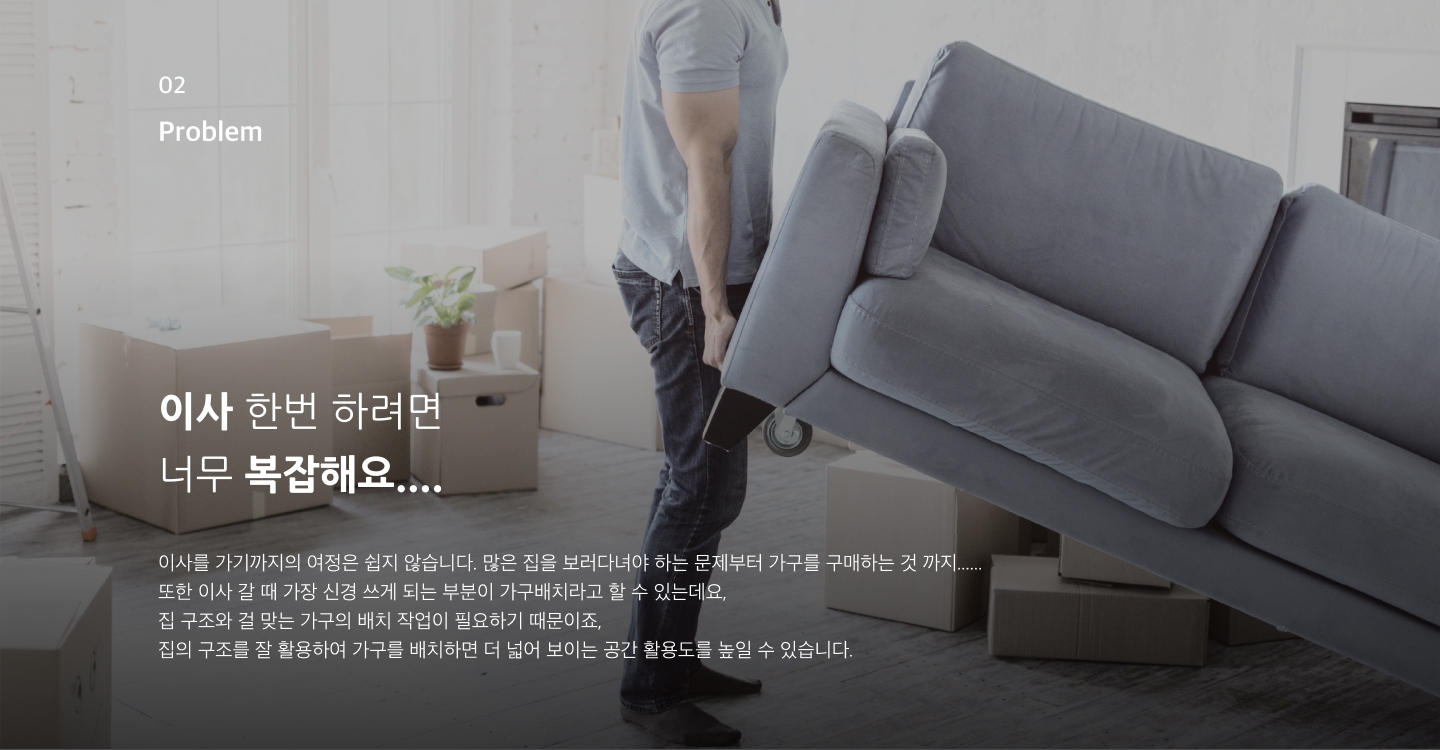 02
Problem
이사 한번 하려면
너무 복잡해요....
이사를 가기까지의 여정은 쉽지 않습니다. 많은 집을 보러다녀야 하는 문제부터 가구를 구매하는 것 까지......
또한 이사 갈 때 가장 신경 쓰게 되는 부분이 가구배치라고 할 수 있는데요,
집 구조와 걸 맞는 가구의 배치 작업이 필요하기 때문이죠,
집의 구조를 잘 활용하여 가구를 배치하면 더 넓어 보이는 공간 활용도를 높일 수 있습니다.